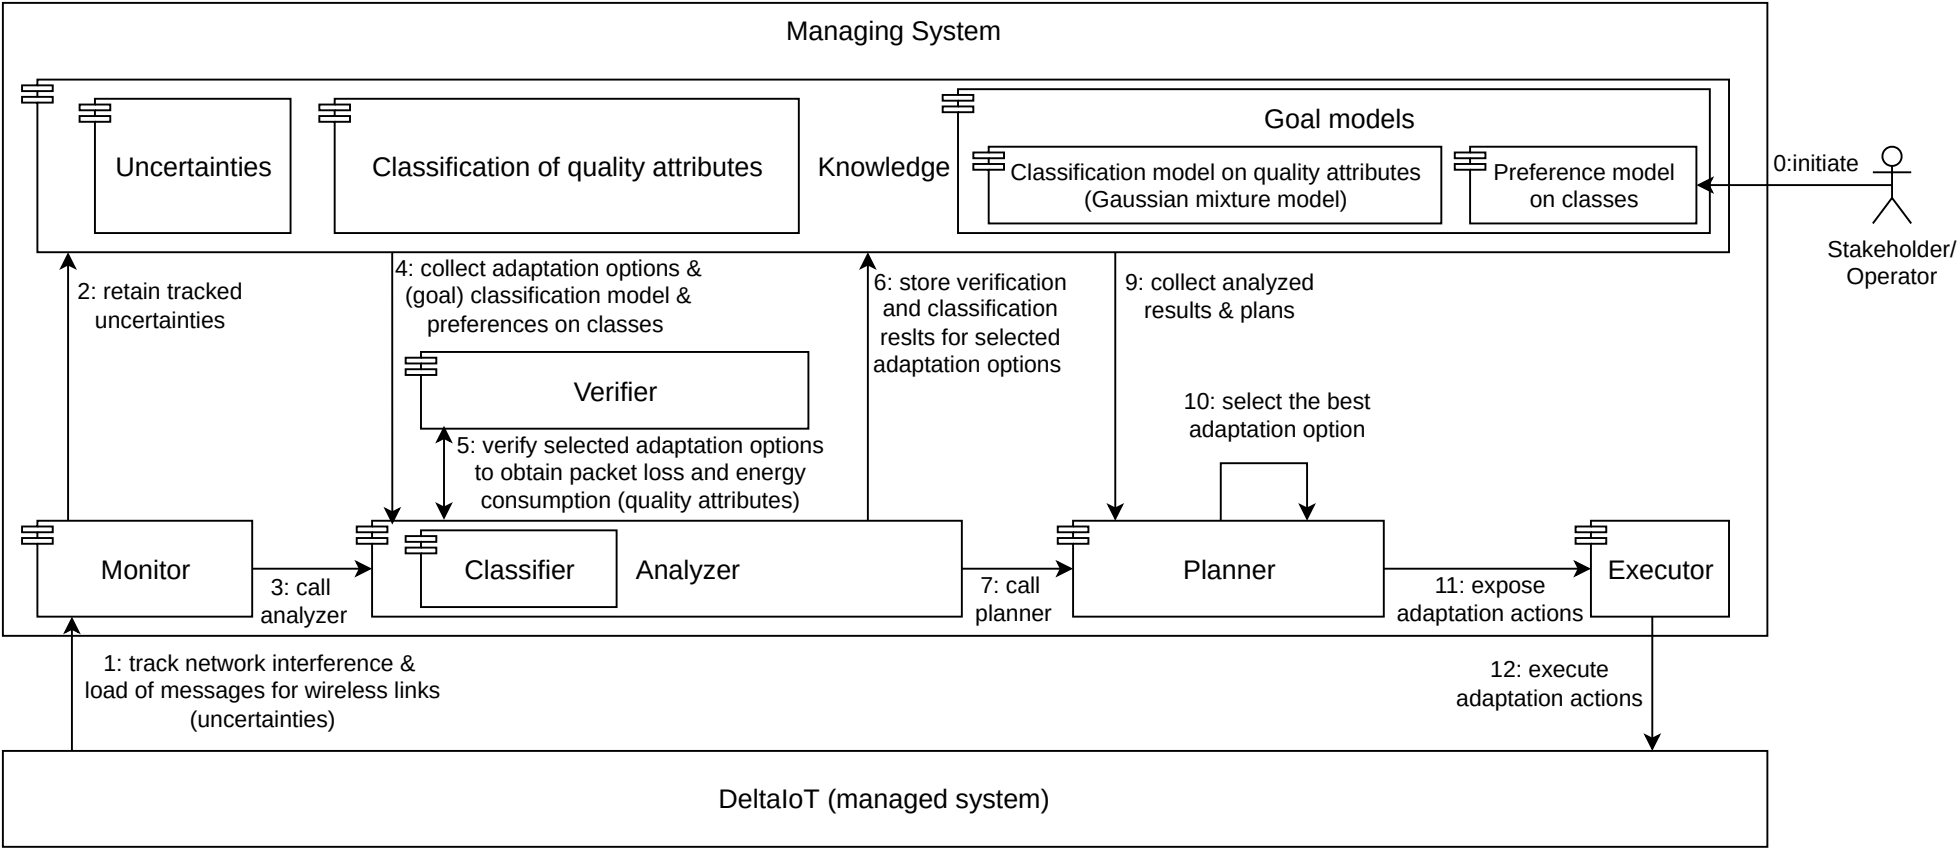 Managing System
Uncertainties
Classification of quality attributes
Knowledge
Goal models
Classification model on quality attributes
(Gaussian mixture model)
Preference model
on classes
0:initiate
Stakeholder/
Operator
2: retain tracked
uncertainties
4: collect adaptation options &
(goal) classification model &
preferences on classes
6: store verification
and classification
reslts for selected
adaptation options
9: collect analyzed
results & plans
Verifier
5: verify selected adaptation options
to obtain packet loss and energy
consumption (quality attributes)
10: select the best
adaptation option
Monitor
3: call
analyzer
Classifier
Analyzer
7: call
planner
Planner
11: expose
adaptation actions
Executor
1: track network interference &
load of messages for wireless links
(uncertainties)
12: execute
adaptation actions
DeltaIoT (managed system)